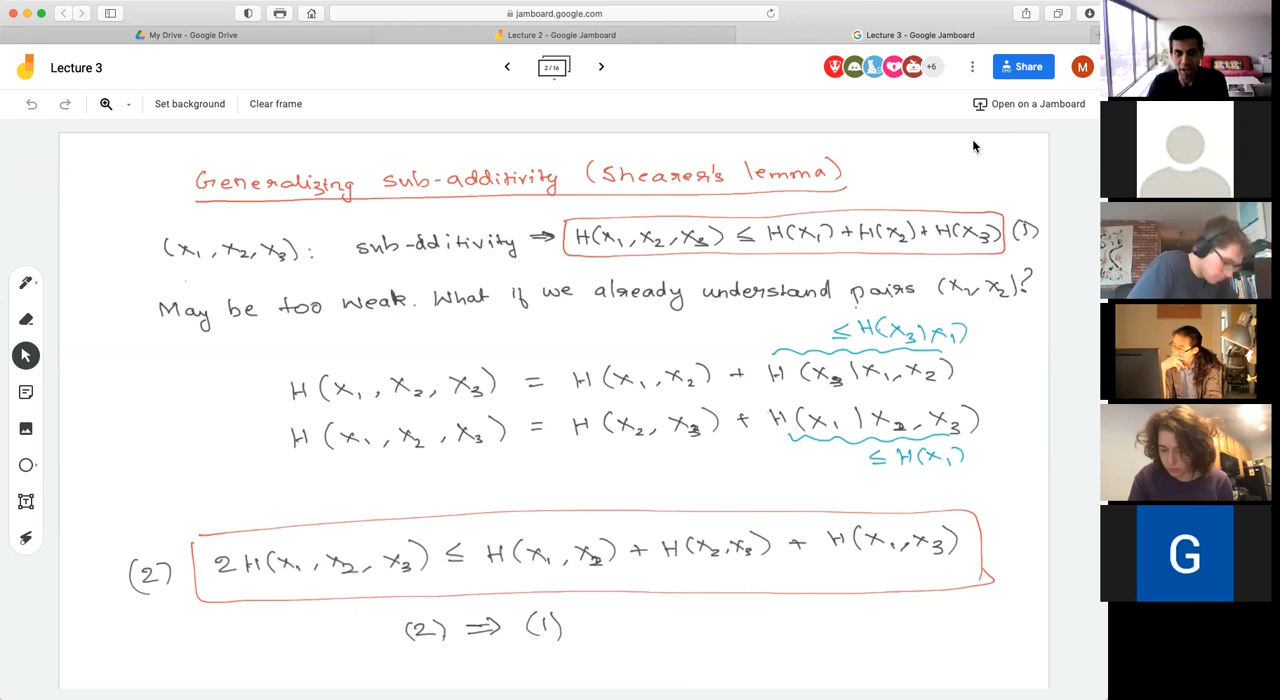 jamboard.google.com
My Drive - Google Drive
Lecture 2 - Google Jamboard
Lecture 3 - Google Jamboard
Lecture 3
2 / 16
+6
Share
M
Set background
Clear frame
Open on a Jamboard
Generalizing sub-additivity (Shearer's lemma)
(X₁, X₂, X₃): sub-additivity ⇒ H(X₁, X₂, X₃) ≤ H(X₁) + H(X₂) + H(X₃) (1)
May be too weak. What if we already understand pairs (X₁, X₂)?
≤ H(X₃|X₁)
H(X₁, X₂, X₃) = H(X₁, X₂) + H(X₃|X₁, X₂)
H(X₁, X₂, X₃) = H(X₂, X₃) + H(X₁|X₂, X₃)
≤ H(X₁)
(2) 2H(X₁, X₂, X₃) ≤ H(X₁, X₂) + H(X₂, X₃) + H(X₁, X₃)
(2) ⇒ (1)
G